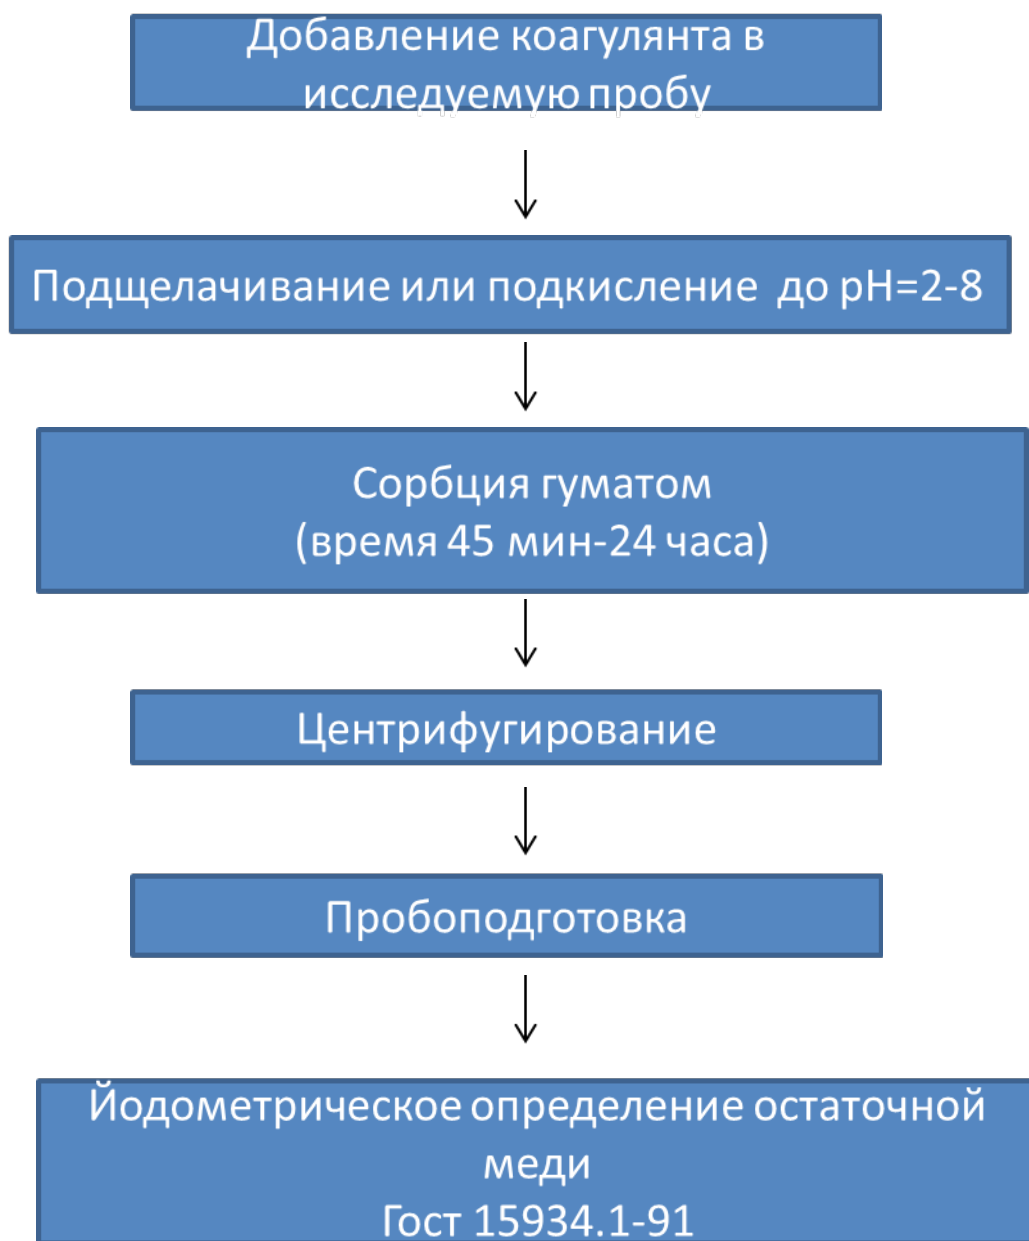 Добавление коагулянта в
исследуемую пробу
Подщелачивание или подкисление до pH=2-8
Сорбция гуматом
(время 45 мин-24 часа)
Центрифугирование
Пробоподготовка
Йодометрическое определение остаточной
меди
Гост 15934.1-91